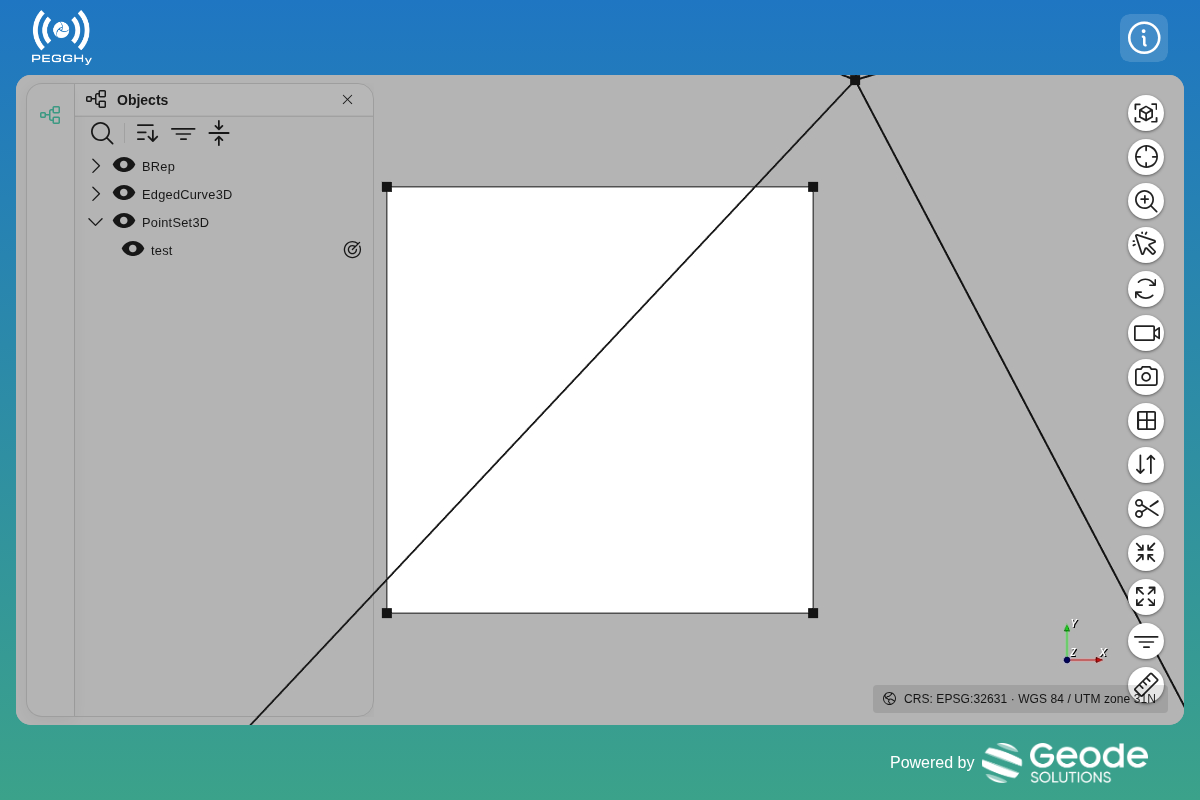 PEGGHy
Objects
BRep
EdgedCurve3D
PointSet3D
test
Y
Z X
CRS: EPSG:32631 · WGS 84 / UTM zone 31N
Powered by Geode
SOLUTIONS